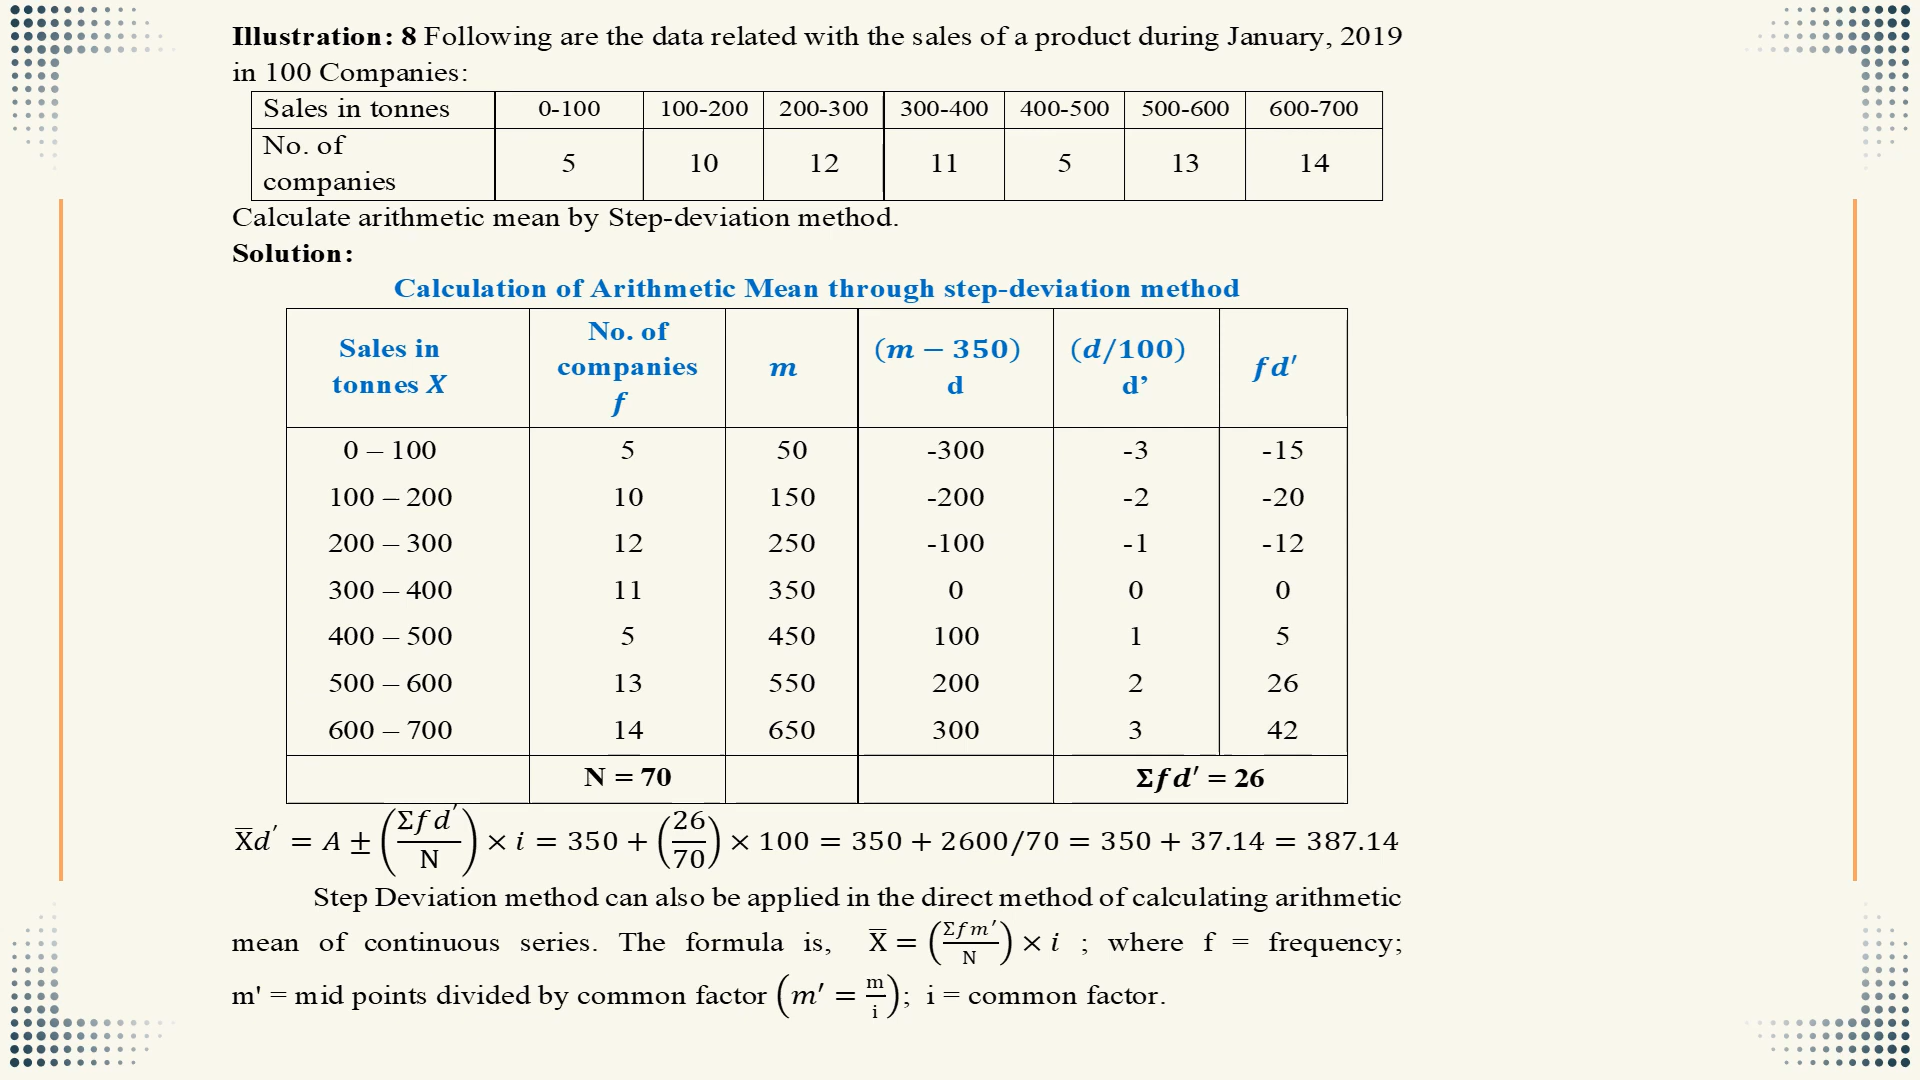 Illustration: 8 Following are the data related with the sales of a product during January, 2019
in 100 Companies:
Sales in tonnes 0-100 100-200 200-300 300-400 400-500 500-600 600-700
No. of companies 5 10 12 11 5 13 14
Calculate arithmetic mean by Step-deviation method.
Solution:
Calculation of Arithmetic Mean through step-deviation method
Sales in tonnes X No. of companies f m (m − 350) d (d/100) d’ fd′
0 – 100 5 50 -300 -3 -15
100 – 200 10 150 -200 -2 -20
200 – 300 12 250 -100 -1 -12
300 – 400 11 350 0 0 0
400 – 500 5 450 100 1 5
500 – 600 13 550 200 2 26
600 – 700 14 650 300 3 42
N = 70 Σfd′ = 26
X̅d′ = A ± (Σfd′/N) × i = 350 + (26/70) × 100 = 350 + 2600/70 = 350 + 37.14 = 387.14
Step Deviation method can also be applied in the direct method of calculating arithmetic
mean of continuous series. The formula is, X̅ = (Σfm′/N) × i ; where f = frequency;
m' = mid points divided by common factor (m′ = m/i); i = common factor.